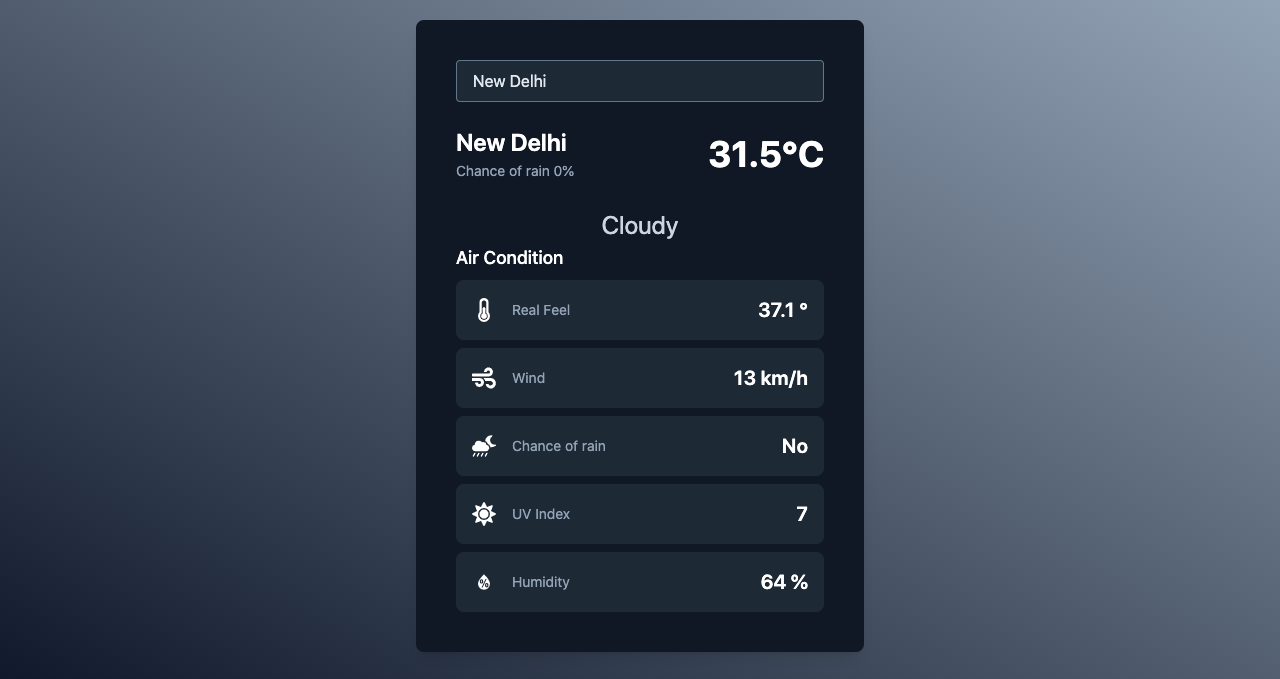 New Delhi
New Delhi
31.5°C
Chance of rain 0%
Cloudy
Air Condition
Real Feel 37.1 °
Wind 13 km/h
Chance of rain No
UV Index 7
Humidity 64 %